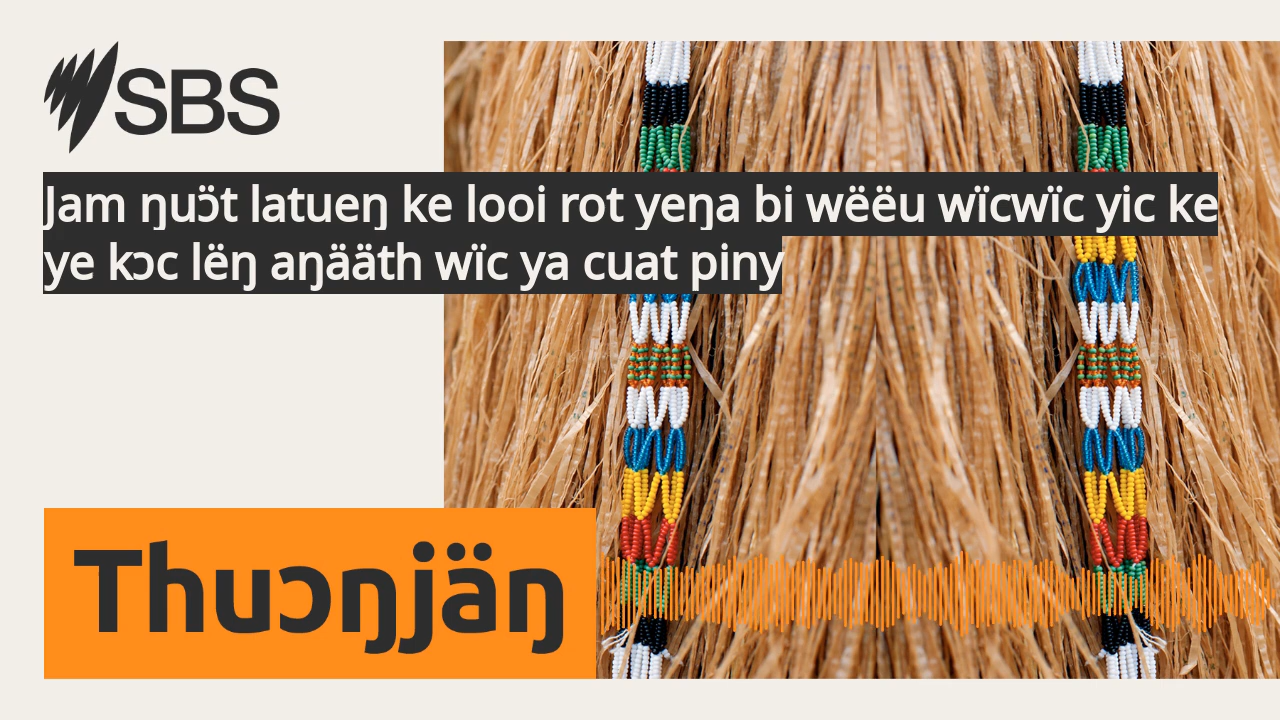 SBS
Jam ŋuɔ̈t latueŋ ke looi rot yeŋa bi wëëu wïcwïc yic ke
ye kɔc lëŋ aŋääth wïc ya cuat piny
Thuɔŋjäŋ